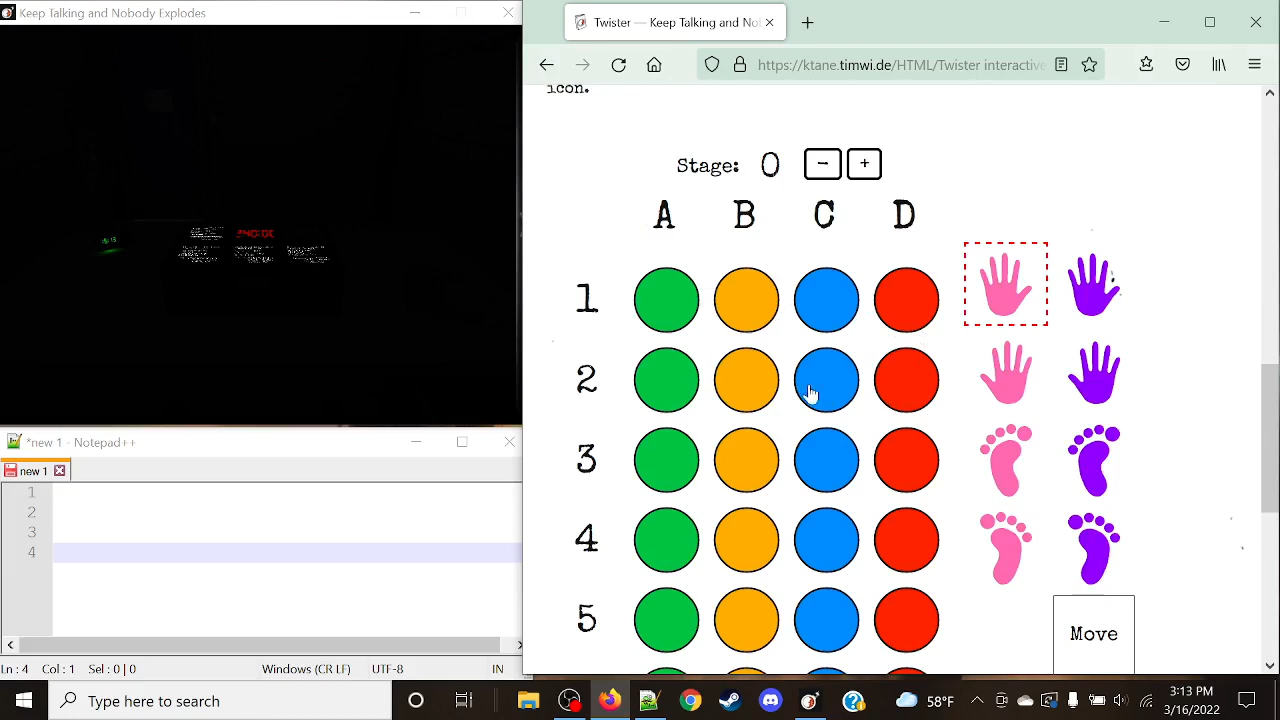 Keep Talking and Nobody Explodes
Twister — Keep Talking and No
https://ktane.timwi.de/HTML/Twister interactive
icon.
Stage: 0 − +
A B C D
1
2
3
4
5
Move
*new 1 - Notepad++
new 1
1
2
3
4
Ln : 4 Col : 1 Sel : 0 | 0 Windows (CR LF) UTF-8 IN
Type here to search
58°F
3:13 PM
3/16/2022